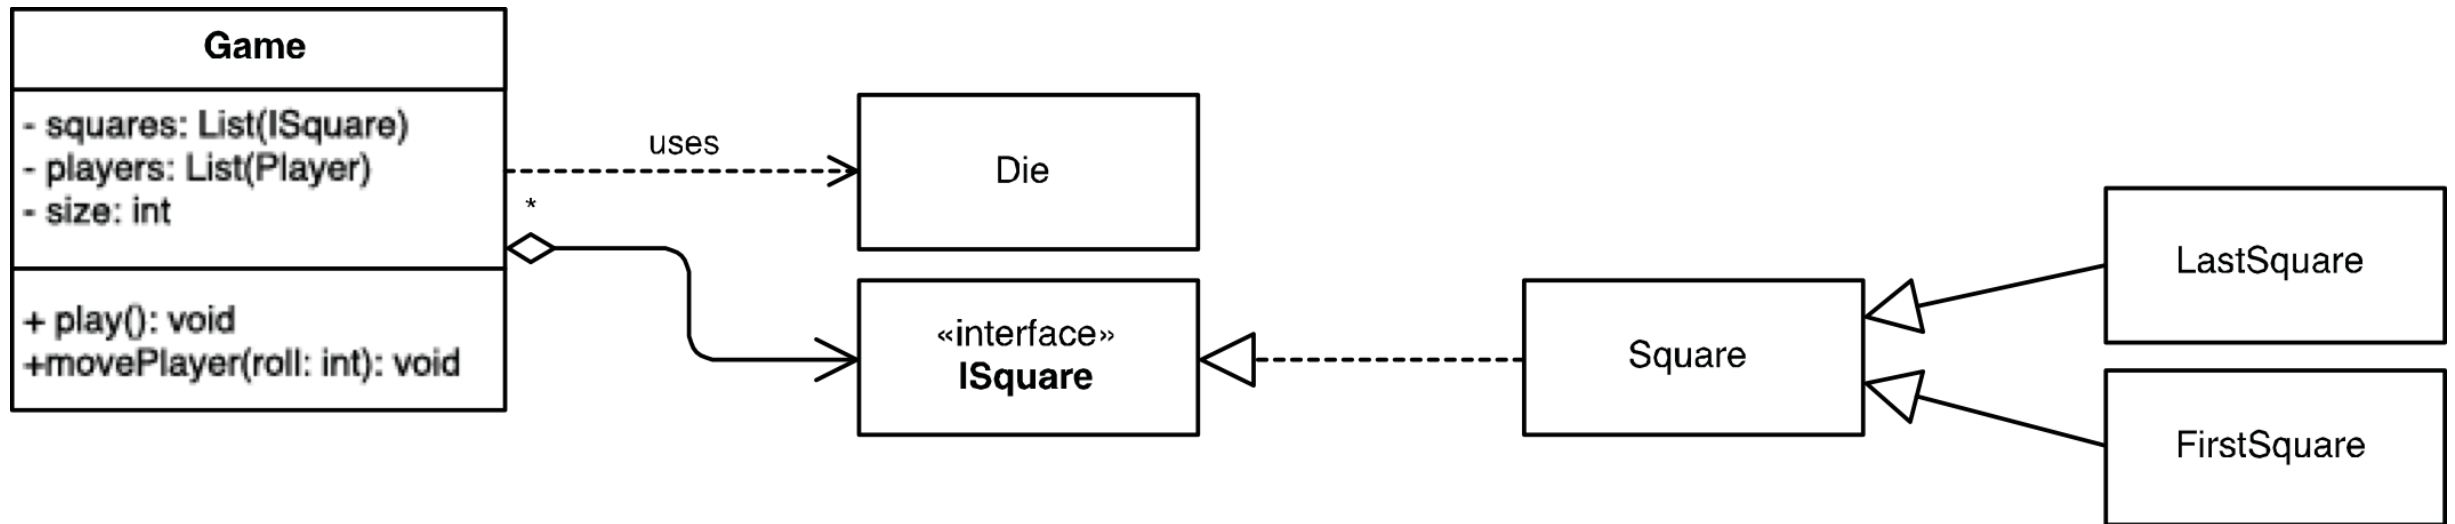 Game
- squares: List(ISquare)
- players: List(Player)
- size: int
+ play(): void
+movePlayer(roll: int): void
uses
*
Die
«interface»
ISquare
Square
LastSquare
FirstSquare